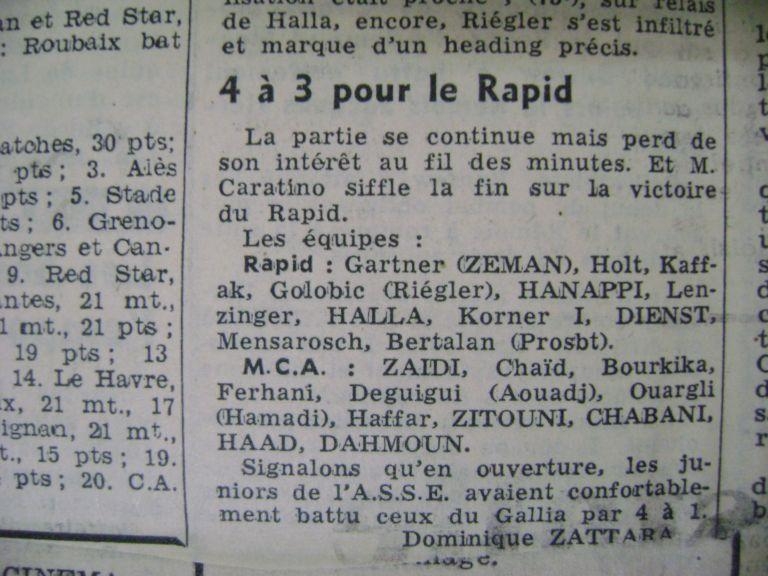 an et Red Star,
: Roubaix bat
atches, 30 pts;
pts ; 3. Alès
pts ; 5. Stade
ts ; 6. Greno-
Angers et Can-
9. Red Star,
antes, 21 mt.,
1 mt., 21 pts ;
19 pts ; 13
14. Le Havre,
x, 21 mt., 17
ignan, 21 mt.,
t., 15 pts ; 19.
pts ; 20. C.A.
CINEMA
sur relais
de Halla, encore, Riégler s'est infiltré
et marque d'un heading précis.
4 à 3 pour le Rapid
La partie se continue mais perd de
son intérêt au fil des minutes. Et M.
Caratino siffle la fin sur la victoire
du Rapid.
Les équipes :
Rapid : Gartner (ZEMAN), Holt, Kaff-
ak, Golobic (Riégler), HANAPPI, Len-
zinger, HALLA, Korner I, DIENST,
Mensarosch, Bertalan (Prosbt).
M.C.A. : ZAIDI, Chaïd, Bourkika,
Ferhani, Deguigui (Aouadj), Ouargli
(Hamadi), Haffar, ZITOUNI, CHABANI,
HAAD, DAHMOUN.
Signalons qu'en ouverture, les ju-
niors de l'A.S.S.E. avaient confortable-
ment battu ceux du Gallia par 4 à 1.
Dominique ZATTARA